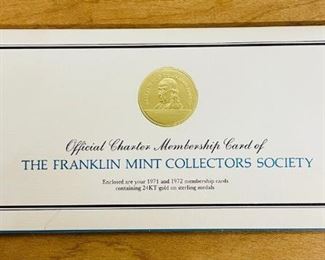 Official Charter Membership Card of
THE FRANKLIN MINT COLLECTORS SOCIETY
Enclosed are your 1971 and 1972 membership cards
containing 24KT gold on sterling medals